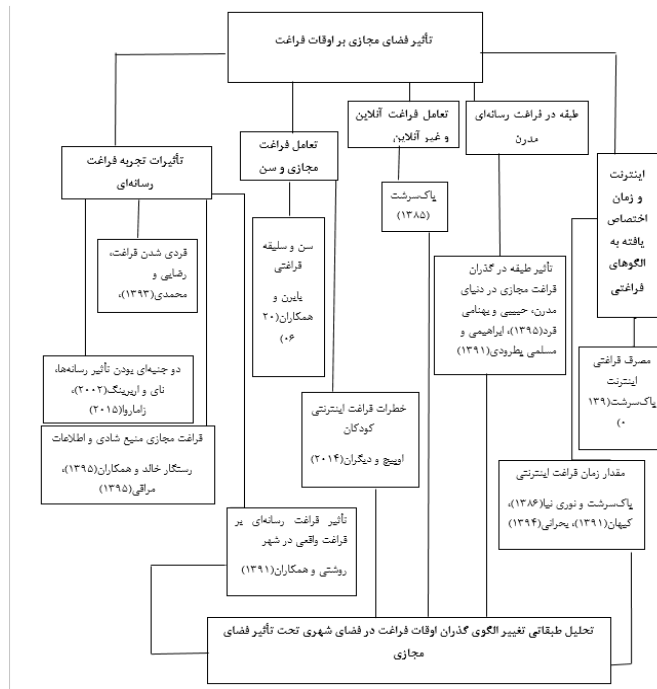 تأثیر فضای مجازی بر اوقات فراغت
طبقه در فراغت رسانه‌ای
مدرن
تعامل فراغت آنلاین
و غیر آنلاین
تعامل فراغت
مجازی و سن
تأثیرات تجربه فراغت
رسانه‌ای
اینترنت
و زمان
اختصاص
یافته به
الگوهای
فراغتی
پاک‌سرشت
(۱۳۸۵)
سن و سلیقه
فراغتی
بایرن و
همکاران(۲۰
۰۶)
فردی شدن فراغت،
رضایی و
محمدی(۱۳۹۳)،
تأثیر طبقه در گذران
فراغت مجازی در دنیای
مدرن، حبیبی و بهنامی
فرد(۱۳۹۵)، ابراهیمی و
مسلمی پطرودی(۱۳۹۱)
مصرف فراغتی
اینترنت
پاک‌سرشت(۱۳۹
۰)
دو جنبه‌ای بودن تأثیر رسانه‌ها،
نای و اربرینگ(۲۰۰۲)،
زاماروا(۲۰۱۵)
خطرات فراغت اینترنتی
کودکان
اوپیچ و دیگران(۲۰۱۴)
فراغت مجازی منبع شادی و اطلاعات
رستگار خالد و همکاران(۱۳۹۵)،
مراقی(۱۳۹۵)
مقدار زمان فراغت اینترنتی
پاک‌سرشت و نوری نیا(۱۳۸۶)،
کیهان(۱۳۹۱)، بحرانی(۱۳۹۴)
تأثیر فراغت رسانه‌ای بر
فراغت واقعی در شهر
روشتی و همکاران(۱۳۹۱)
تحلیل طبقاتی تغییر الگوی گذران اوقات فراغت در فضای شهری تحت تأثیر فضای
مجازی